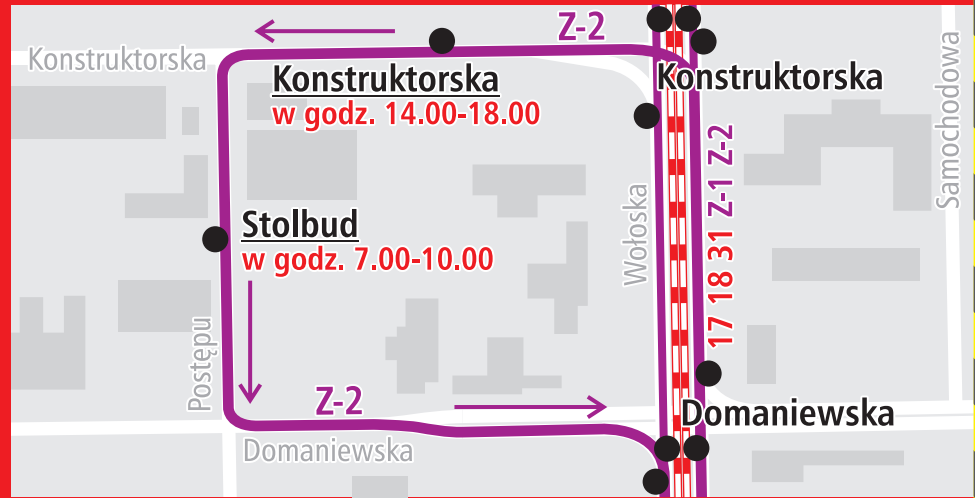 Z-2
Konstruktorska
Konstruktorska
w godz. 14.00-18.00
Konstruktorska
Samochodowa
Wołoska
17 18 31 Z-1 Z-2
Stolbud
w godz. 7.00-10.00
Postępu
Z-2
Domaniewska
Domaniewska